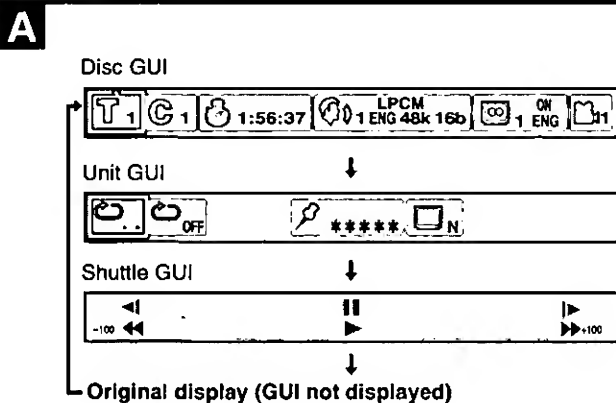 A
Disc GUI
T 1 C 1 1:56:37 1 LPCM ENG 48k 16b 1 ON ENG 1
Unit GUI
.. OFF ***** N
Shuttle GUI
-100 +100
Original display (GUI not displayed)